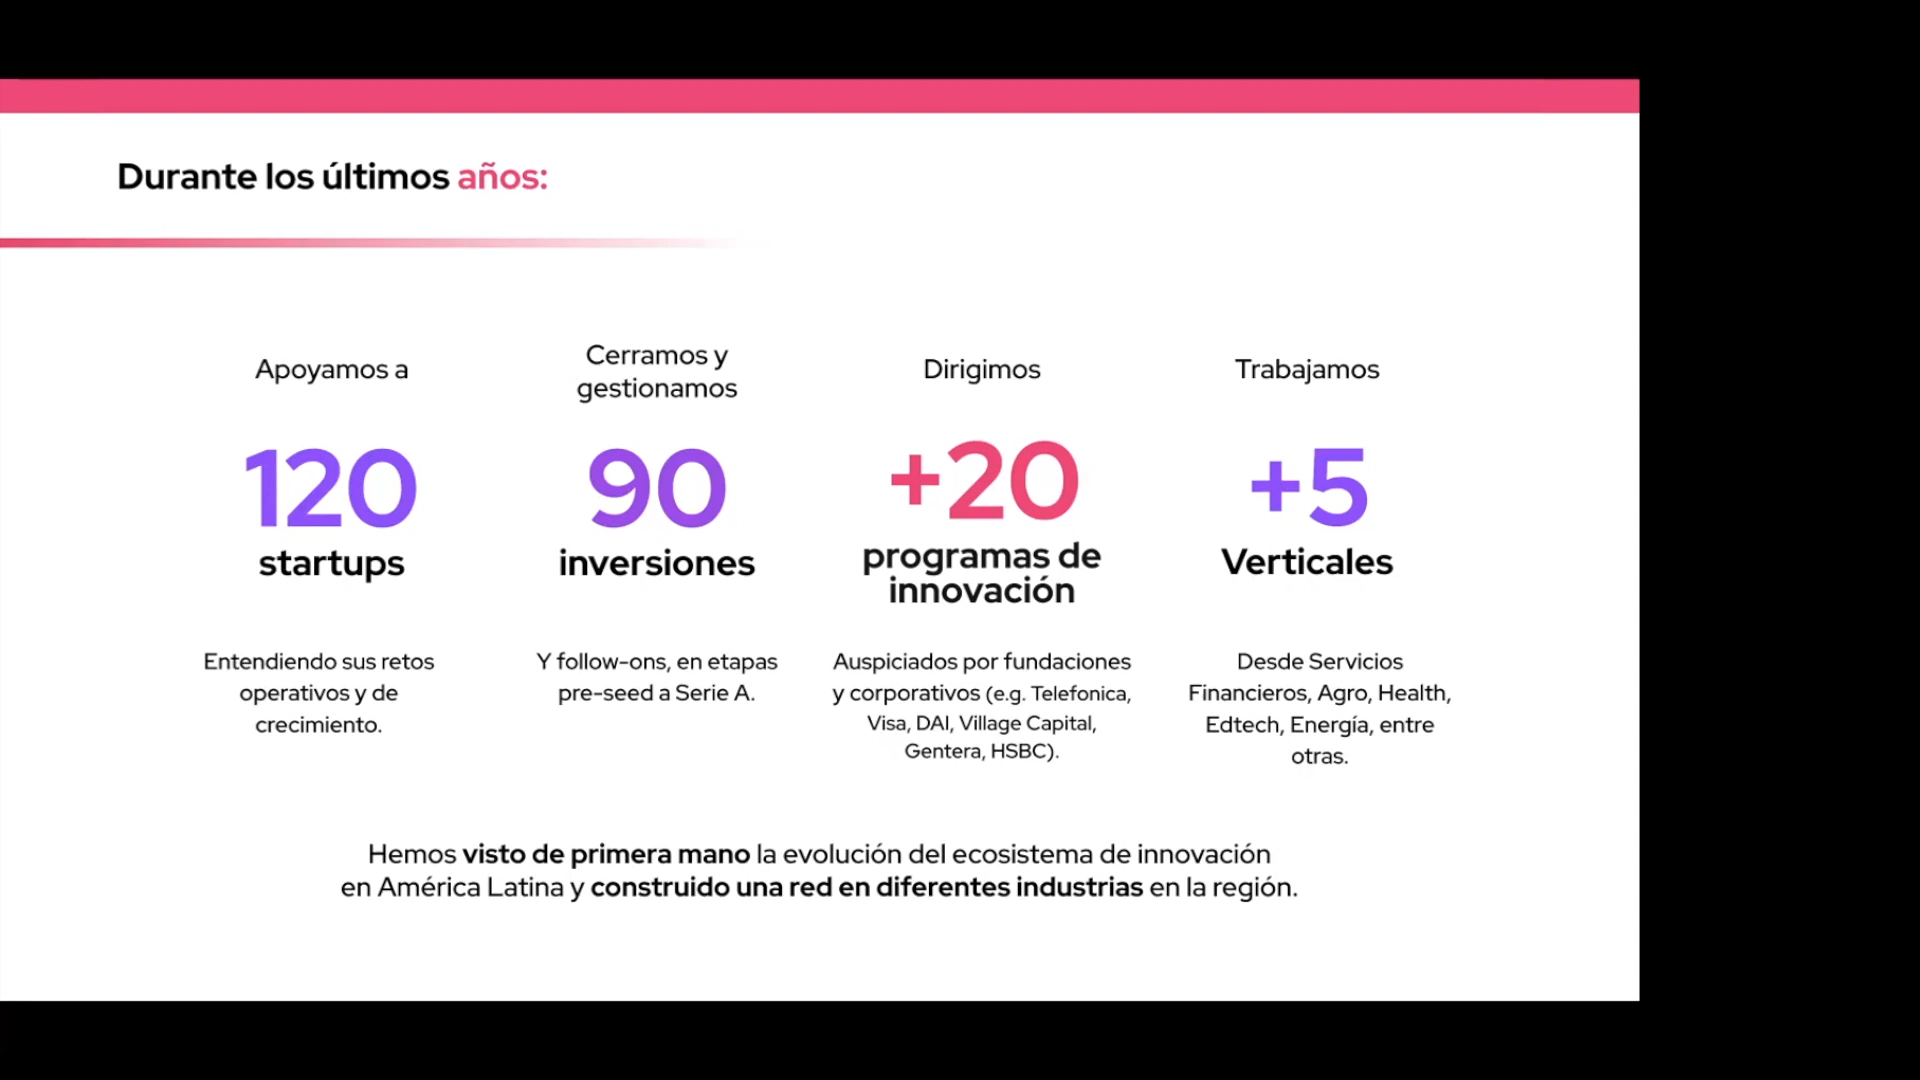 Durante los últimos años:
Apoyamos a
120
startups
Entendiendo sus retos
operativos y de
crecimiento.
Cerramos y
gestionamos
90
inversiones
Y follow-ons, en etapas
pre-seed a Serie A.
Dirigimos
+20
programas de
innovación
Auspiciados por fundaciones
y corporativos (e.g. Telefonica,
Visa, DAI, Village Capital,
Gentera, HSBC).
Trabajamos
+5
Verticales
Desde Servicios
Financieros, Agro, Health,
Edtech, Energía, entre
otras.
Hemos visto de primera mano la evolución del ecosistema de innovación
en América Latina y construido una red en diferentes industrias en la región.